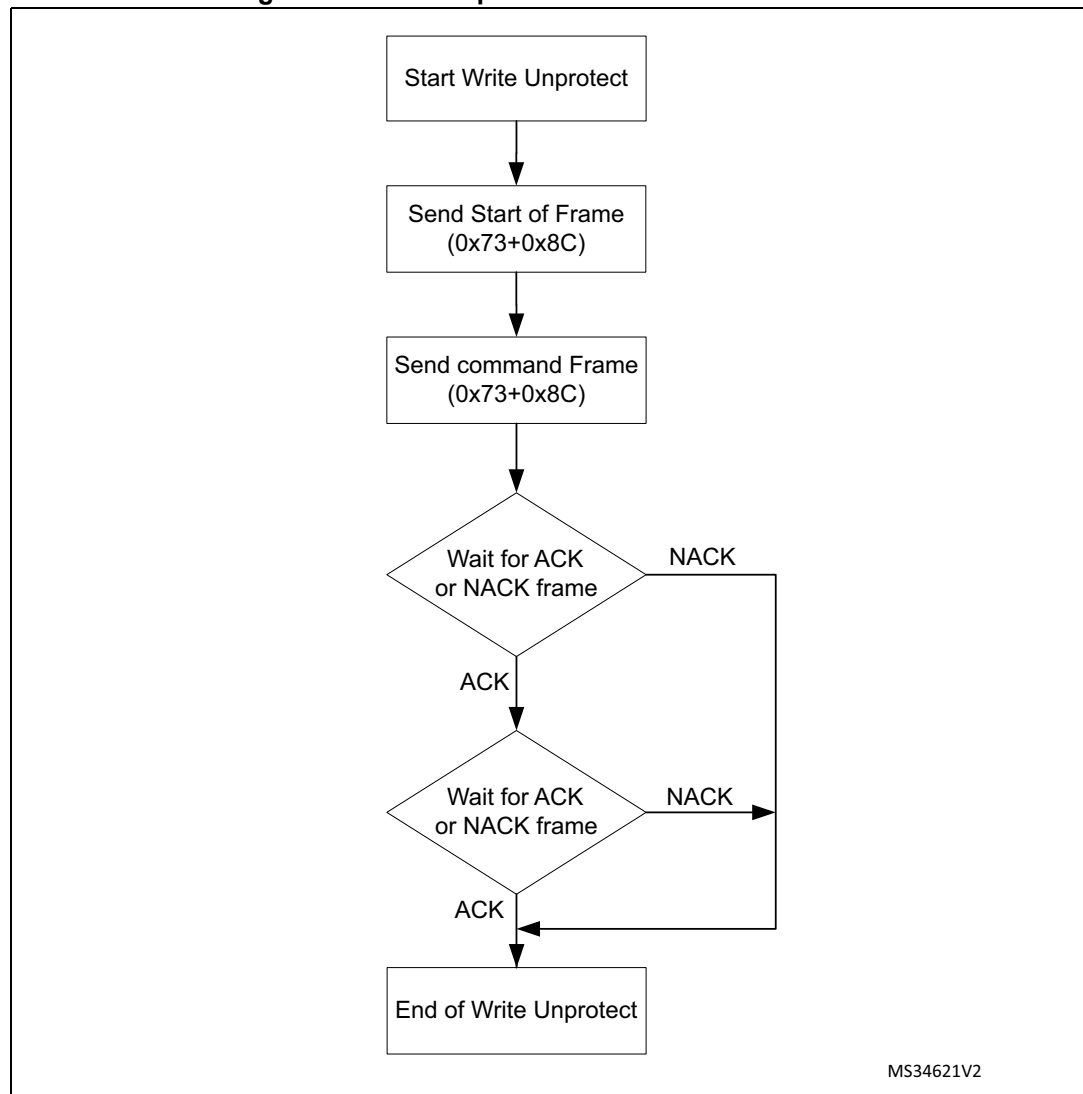 Start Write Unprotect
Send Start of Frame
(0x73+0x8C)
Send command Frame
(0x73+0x8C)
Wait for ACK
or NACK frame
NACK
ACK
Wait for ACK
or NACK frame
NACK
ACK
End of Write Unprotect
MS34621V2